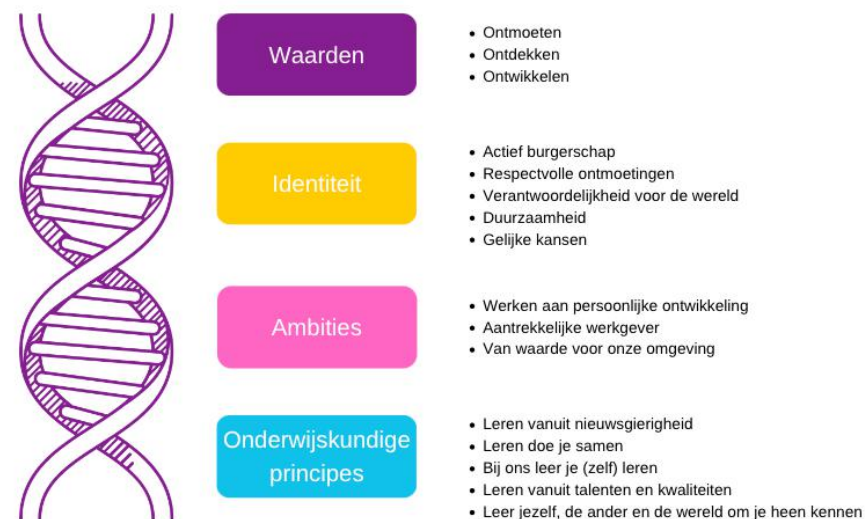 Waarden
• Ontmoeten
• Ontdekken
• Ontwikkelen
Identiteit
• Actief burgerschap
• Respectvolle ontmoetingen
• Verantwoordelijkheid voor de wereld
• Duurzaamheid
• Gelijke kansen
Ambities
• Werken aan persoonlijke ontwikkeling
• Aantrekkelijke werkgever
• Van waarde voor onze omgeving
Onderwijskundige
principes
• Leren vanuit nieuwsgierigheid
• Leren doe je samen
• Bij ons leer je (zelf) leren
• Leren vanuit talenten en kwaliteiten
• Leer jezelf, de ander en de wereld om je heen kennen